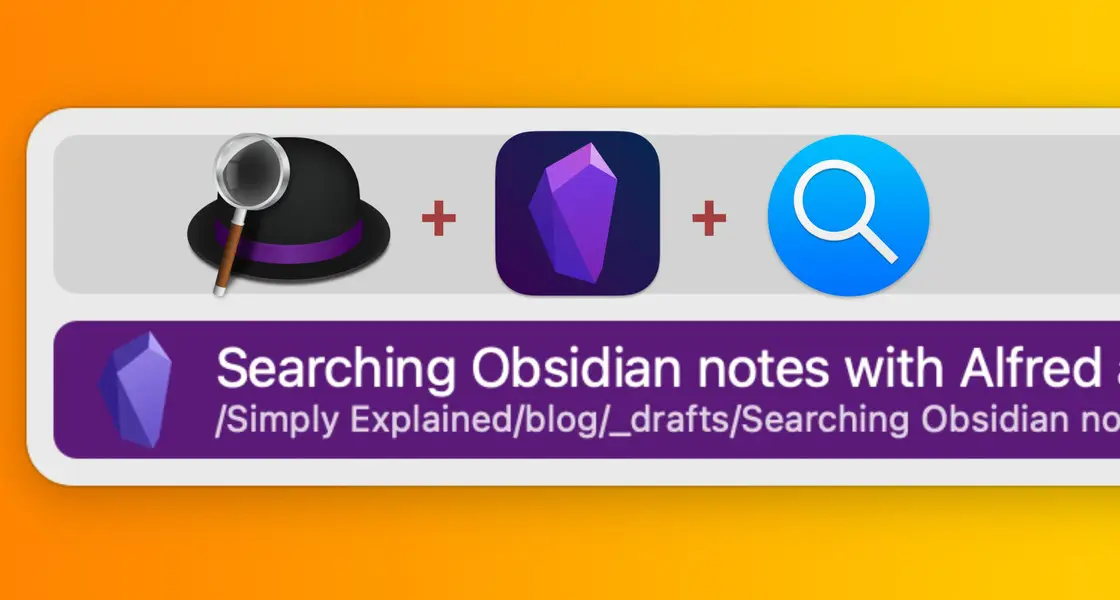 + +
Searching Obsidian notes with Alfred
/Simply Explained/blog/_drafts/Searching Obsidian no